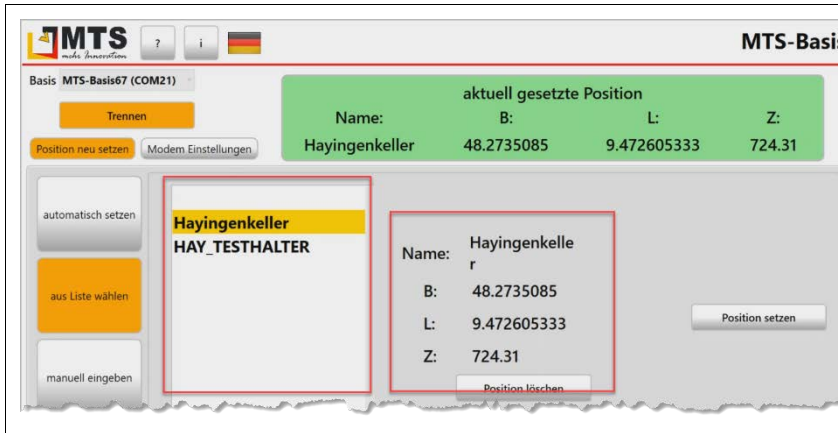 MTS
mehr Innovation
?
i
MTS-Basis
Basis MTS-Basis67 (COM21)
Trennen
Position neu setzen
Modem Einstellungen
aktuell gesetzte Position
Name: B: L: Z:
Hayingenkeller 48.2735085 9.472605333 724.31
automatisch setzen
aus Liste wählen
manuell eingeben
Hayingenkeller
HAY_TESTHALTER
Name: Hayingenkelle
r
B: 48.2735085
L: 9.472605333
Z: 724.31
Position löschen
Position setzen